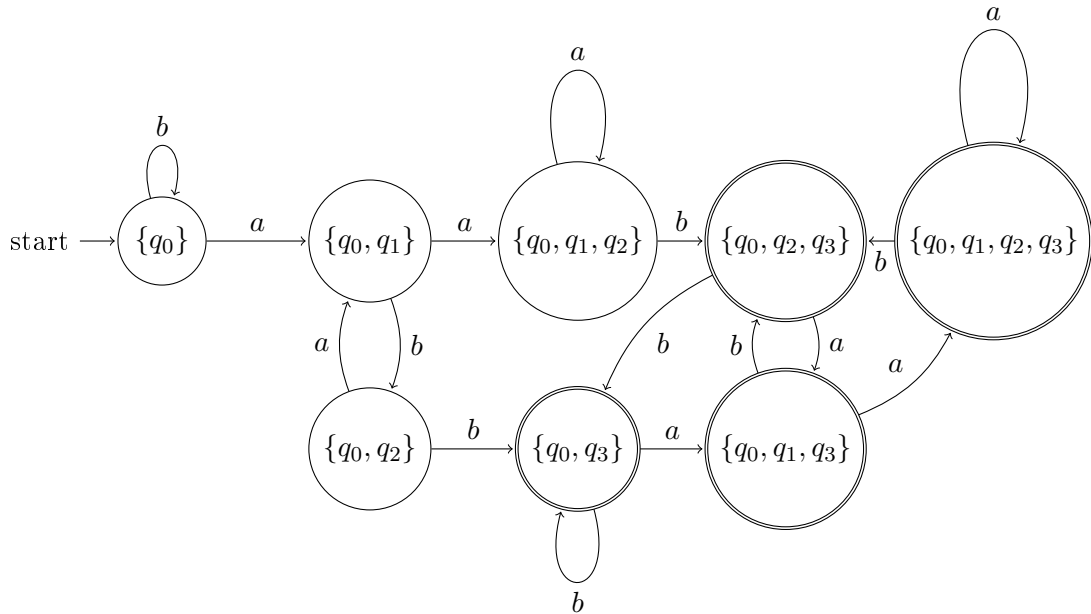 a
a
b
b
start
{q₀}
a
{q₀, q₁}
a
{q₀, q₁, q₂}
b
{q₀, q₂, q₃}
b
{q₀, q₁, q₂, q₃}
a
b
b
b
a
a
{q₀, q₂}
b
{q₀, q₃}
a
{q₀, q₁, q₃}
b